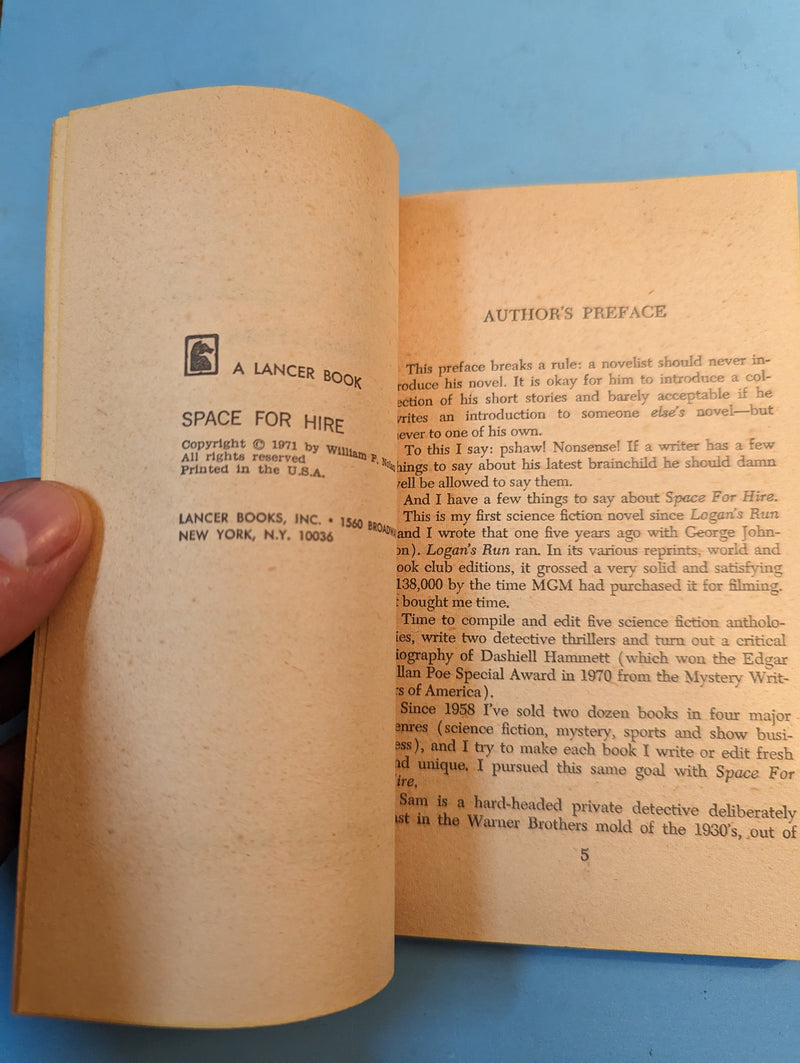 A LANCER BOOK
SPACE FOR HIRE
Copyright © 1971 by William F.
All rights reserved
Printed in the U.S.A.
LANCER BOOKS, INC. • 1560 BROADW
NEW YORK, N.Y. 10036
AUTHOR'S PREFACE
This preface breaks a rule: a novelist should never in-
roduce his novel. It is okay for him to introduce a col-
ection of his short stories and barely acceptable if he
writes an introduction to someone else's novel—but
never to one of his own.
To this I say: pshaw! Nonsense! If a writer has a few
hings to say about his latest brainchild he should damn
well be allowed to say them.
And I have a few things to say about Space For Hire.
This is my first science fiction novel since Logan's Run
and I wrote that one five years ago with George John-
on). Logan's Run ran. In its various reprints, world and
ook club editions, it grossed a very solid and satisfying
138,000 by the time MGM had purchased it for filming.
t bought me time.
Time to compile and edit five science fiction antholo-
ies, write two detective thrillers and turn out a critical
iography of Dashiell Hammett (which won the Edgar
llan Poe Special Award in 1970 from the Mystery Writ-
rs of America).
Since 1958 I've sold two dozen books in four major
enres (science fiction, mystery, sports and show busi-
ess), and I try to make each book I write or edit fresh
nd unique. I pursued this same goal with Space For
ire,
Sam is a hard-headed private detective deliberately
st in the Warner Brothers mold of the 1930's, out of
5